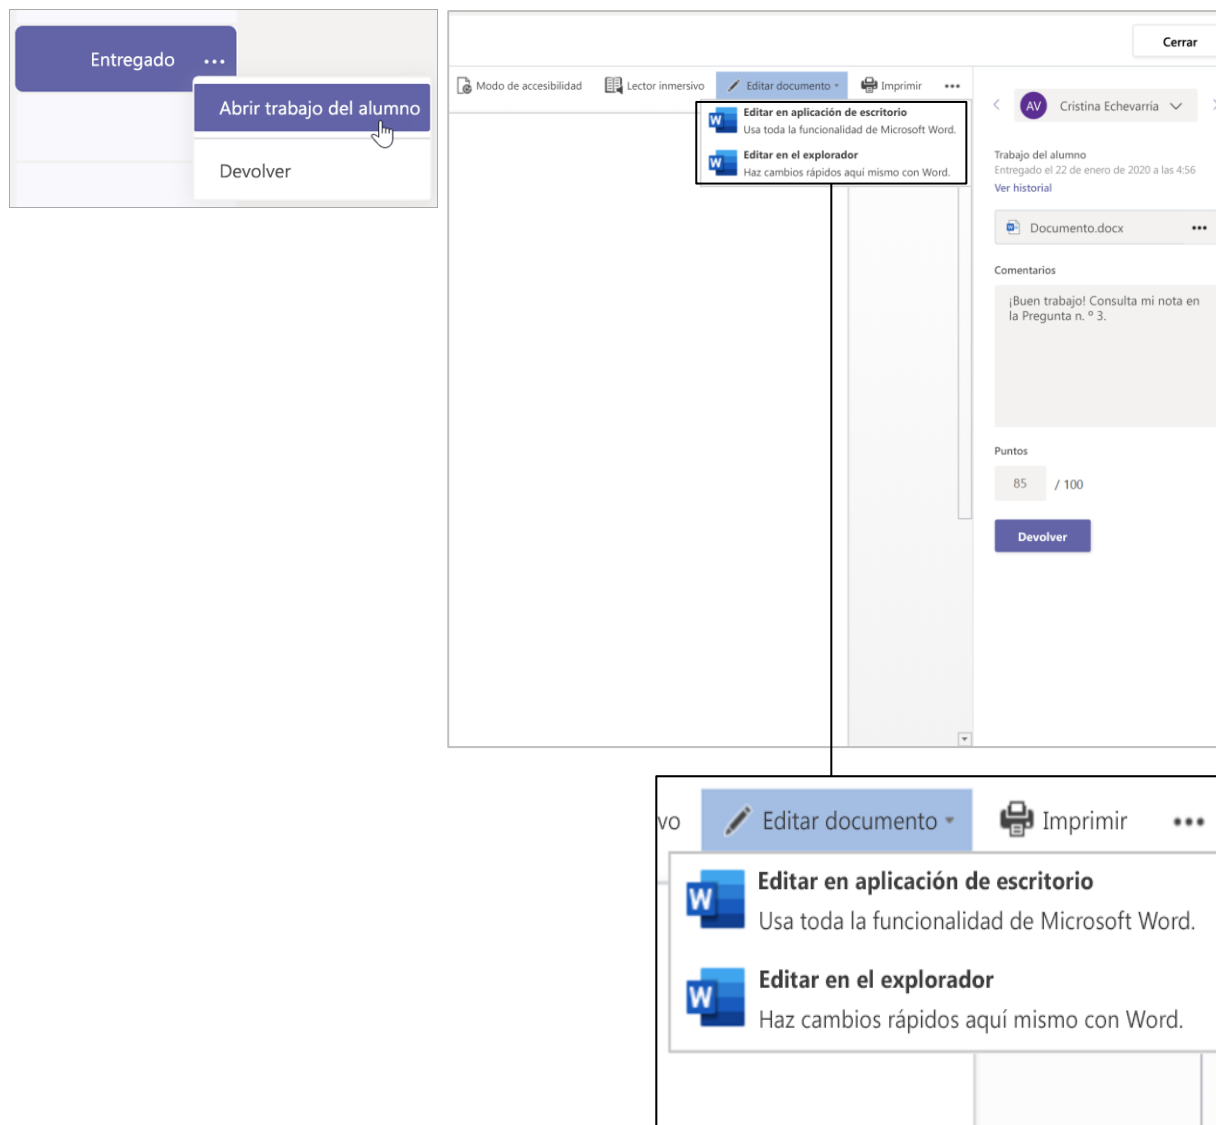 Entregado ...
Abrir trabajo del alumno
Devolver
Cerrar
Modo de accesibilidad Lector inmersivo Editar documento Imprimir ...
Editar en aplicación de escritorio
Usa toda la funcionalidad de Microsoft Word.
Editar en el explorador
Haz cambios rápidos aquí mismo con Word.
AV Cristina Echevarría
Trabajo del alumno
Entregado el 22 de enero de 2020 a las 4:56
Ver historial
Documento.docx ...
Comentarios
¡Buen trabajo! Consulta mi nota en
la Pregunta n. º 3.
Puntos
85 / 100
Devolver
vo Editar documento Imprimir ...
W Editar en aplicación de escritorio
Usa toda la funcionalidad de Microsoft Word.
W Editar en el explorador
Haz cambios rápidos aquí mismo con Word.